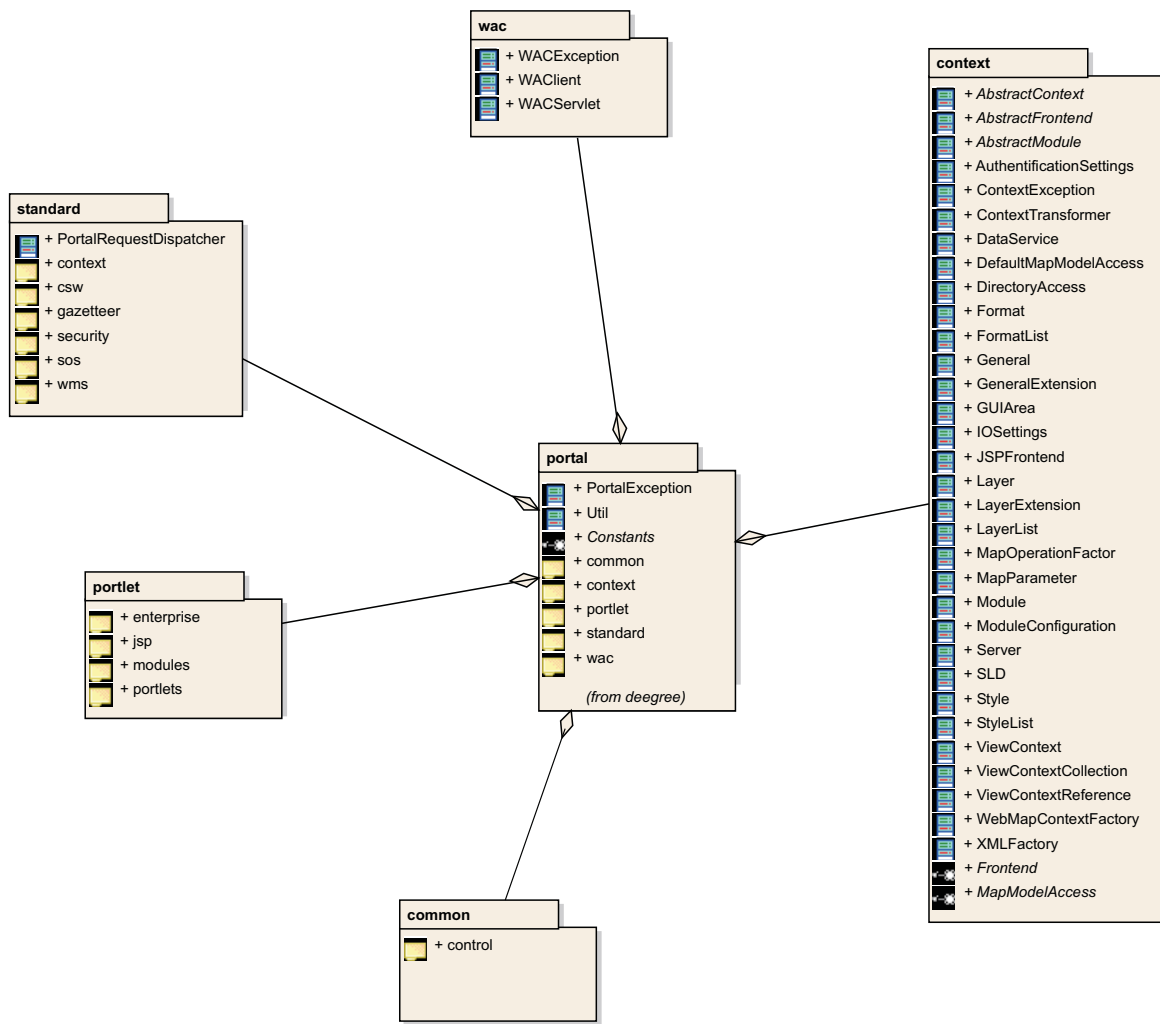 wac
+ WACException
+ WAClient
+ WACServlet
context
+ AbstractContext
+ AbstractFrontend
+ AbstractModule
+ AuthentificationSettings
+ ContextException
+ ContextTransformer
+ DataService
+ DefaultMapModelAccess
+ DirectoryAccess
+ Format
+ FormatList
+ General
+ GeneralExtension
+ GUIArea
+ IOSettings
+ JSPFrontend
+ Layer
+ LayerExtension
+ LayerList
+ MapOperationFactor
+ MapParameter
+ Module
+ ModuleConfiguration
+ Server
+ SLD
+ Style
+ StyleList
+ ViewContext
+ ViewContextCollection
+ ViewContextReference
+ WebMapContextFactory
+ XMLFactory
+ Frontend
+ MapModelAccess
standard
+ PortalRequestDispatcher
+ context
+ csw
+ gazetteer
+ security
+ sos
+ wms
portal
+ PortalException
+ Util
+ Constants
+ common
+ context
+ portlet
+ standard
+ wac
(from deegree)
portlet
+ enterprise
+ jsp
+ modules
+ portlets
common
+ control